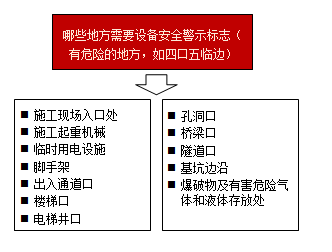 哪些地方需要设备安全警示标志（
有危险的地方，如四口五临边）
施工现场入口处
施工起重机械
临时用电设施
脚手架
出入通道口
楼梯口
电梯井口
孔洞口
桥梁口
隧道口
基坑边沿
爆破物及有害危险气
体和液体存放处